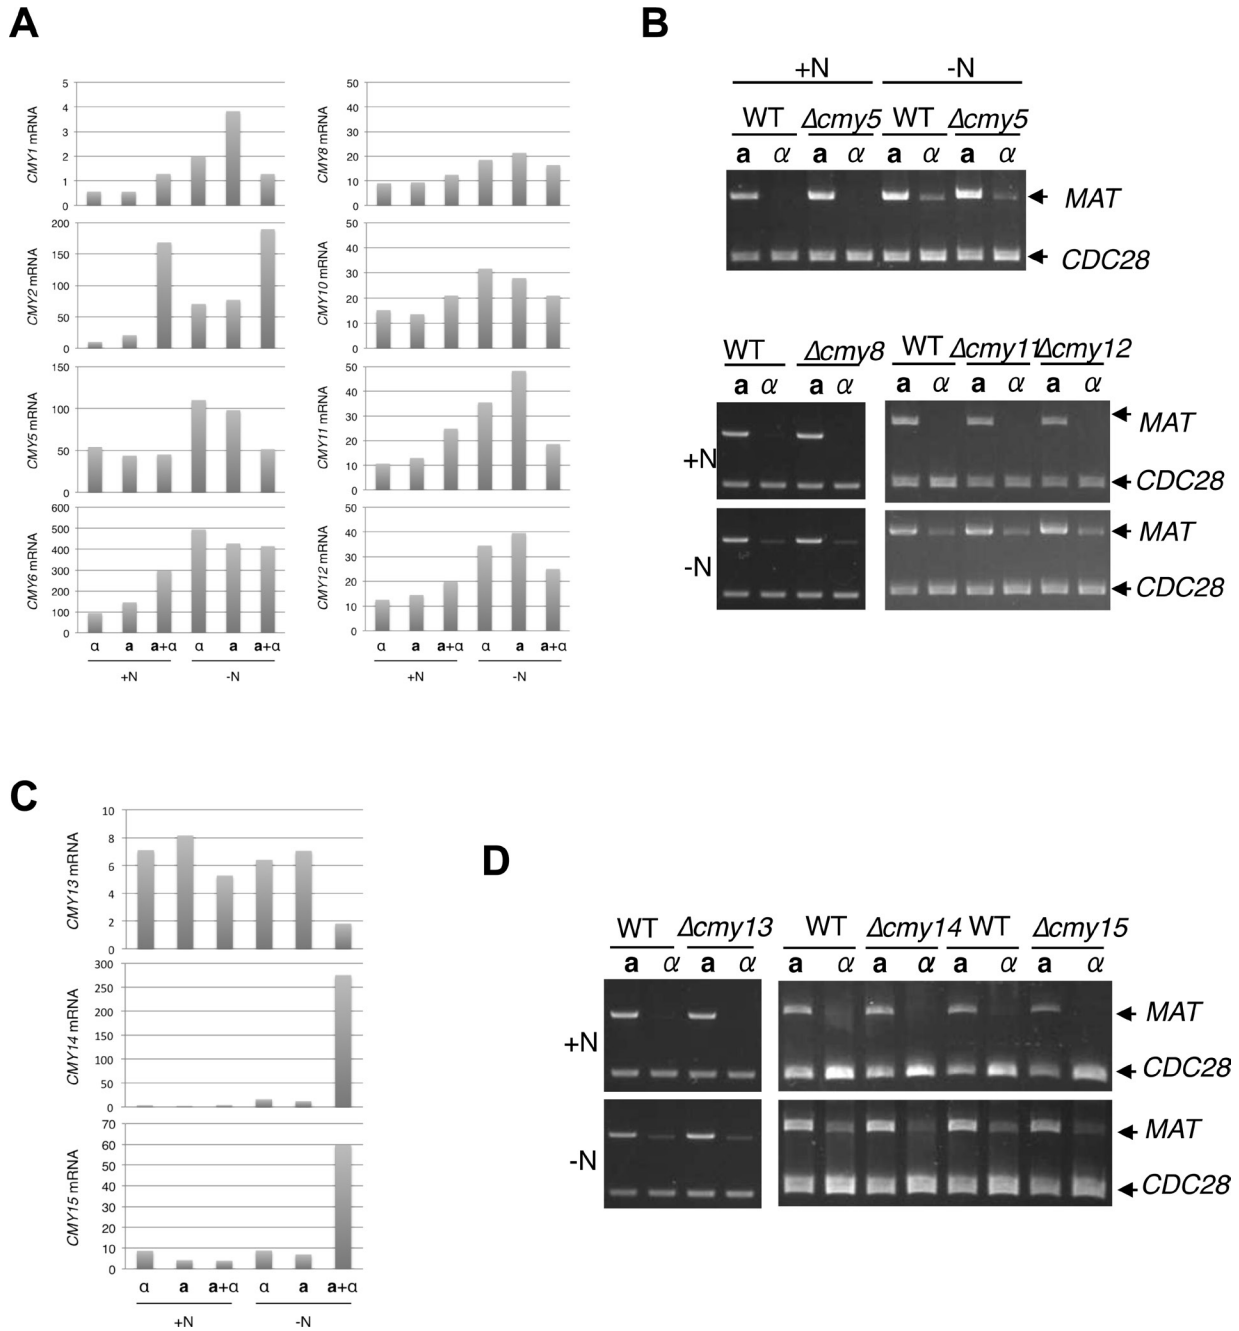 A
5
4
3
2
1
0
CMY1 mRNA
200
150
100
50
0
CMY2 mRNA
150
100
50
0
CMY5 mRNA
600
500
400
300
200
100
0
CMY6 mRNA
α a a+α α a a+α
+N -N
50
40
30
20
10
0
CMY8 mRNA
50
40
30
20
10
0
CMY10 mRNA
50
40
30
20
10
0
CMY11 mRNA
50
40
30
20
10
0
CMY12 mRNA
α a a+α α a a+α
+N -N
B
+N -N
WT Δcmy5 WT Δcmy5
a α a α a α a α
MAT
CDC28
WT Δcmy8 WT Δcmy11 Δcmy12
a α a α a α a α a α
+N
MAT
CDC28
-N
MAT
CDC28
C
10
8
6
4
2
0
CMY13 mRNA
300
250
200
150
100
50
0
CMY14 mRNA
70
60
50
40
30
20
10
0
CMY15 mRNA
α a a+α α a a+α
+N -N
D
WT Δcmy13 WT Δcmy14 WT Δcmy15
a α a α a α a α a α a α
+N
MAT
CDC28
-N
MAT
CDC28